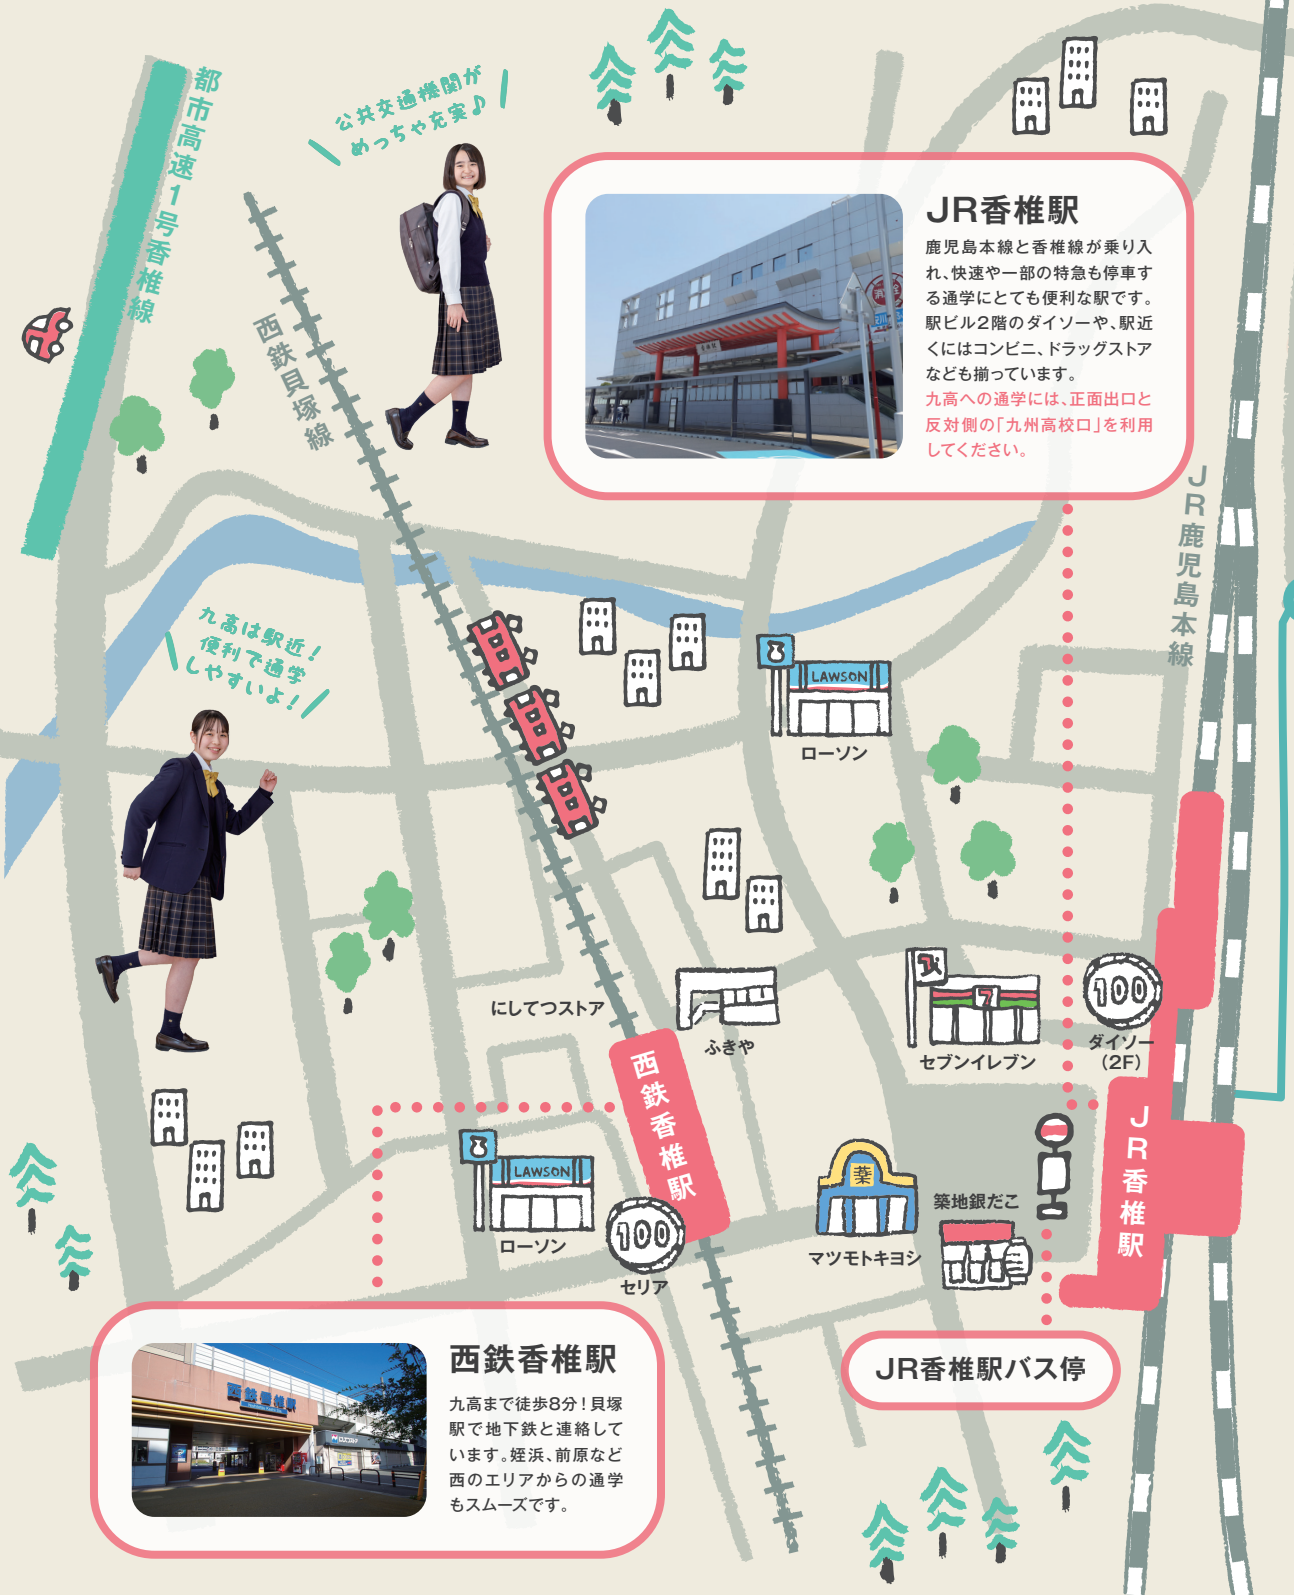 都市高速1号香椎線
公共交通機関が
めっちゃ充実♪
西鉄貝塚線
JR香椎駅
鹿児島本線と香椎線が乗り入
れ、快速や一部の特急も停車す
る通学にとても便利な駅です。
駅ビル2階のダイソーや、駅近
くにはコンビニ、ドラッグストア
なども揃っています。
九高への通学には、正面出口と
反対側の「九州高校口」を利用
してください。
JR鹿児島本線
九高は駅近!
便利で通学
しやすいよ!
LAWSON
ローソン
にしてつストア
ふきや
7
7
セブンイレブン
100
ダイソー
(2F)
西鉄香椎駅
JR香椎駅
LAWSON
ローソン
100
セリア
薬
マツモトキヨシ
築地銀だこ
西鉄香椎駅
西鉄香椎駅
九高まで徒歩8分!貝塚
駅で地下鉄と連絡して
います。姪浜、前原など
西のエリアからの通学
もスムーズです。
JR香椎駅バス停